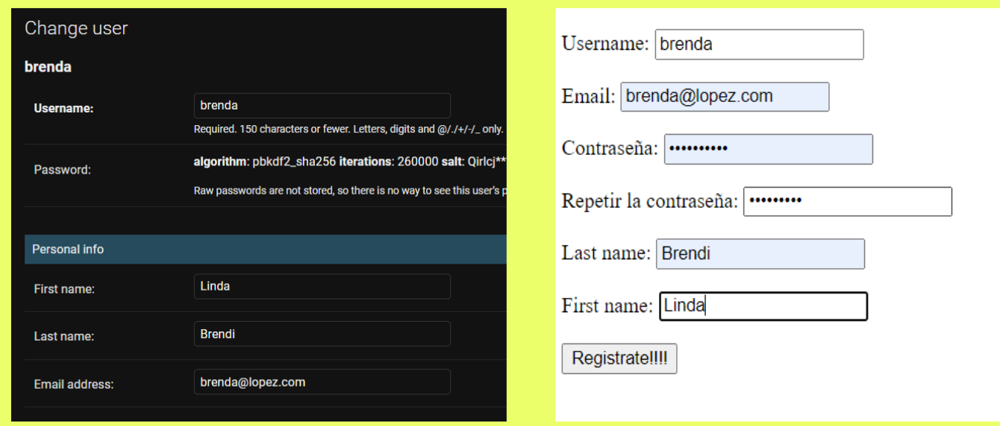 Change user
brenda
Username:
brenda
Required. 150 characters or fewer. Letters, digits and @/./+/-/_ only.
Password:
algorithm: pbkdf2_sha256 iterations: 260000 salt: QirIcj**
Raw passwords are not stored, so there is no way to see this user's p
Personal info
First name:
Linda
Last name:
Brendi
Email address:
brenda@lopez.com
Username: brenda
Email: brenda@lopez.com
Contraseña: ••••••••••
Repetir la contraseña: •••••••••
Last name: Brendi
First name: Linda
Registrate!!!!